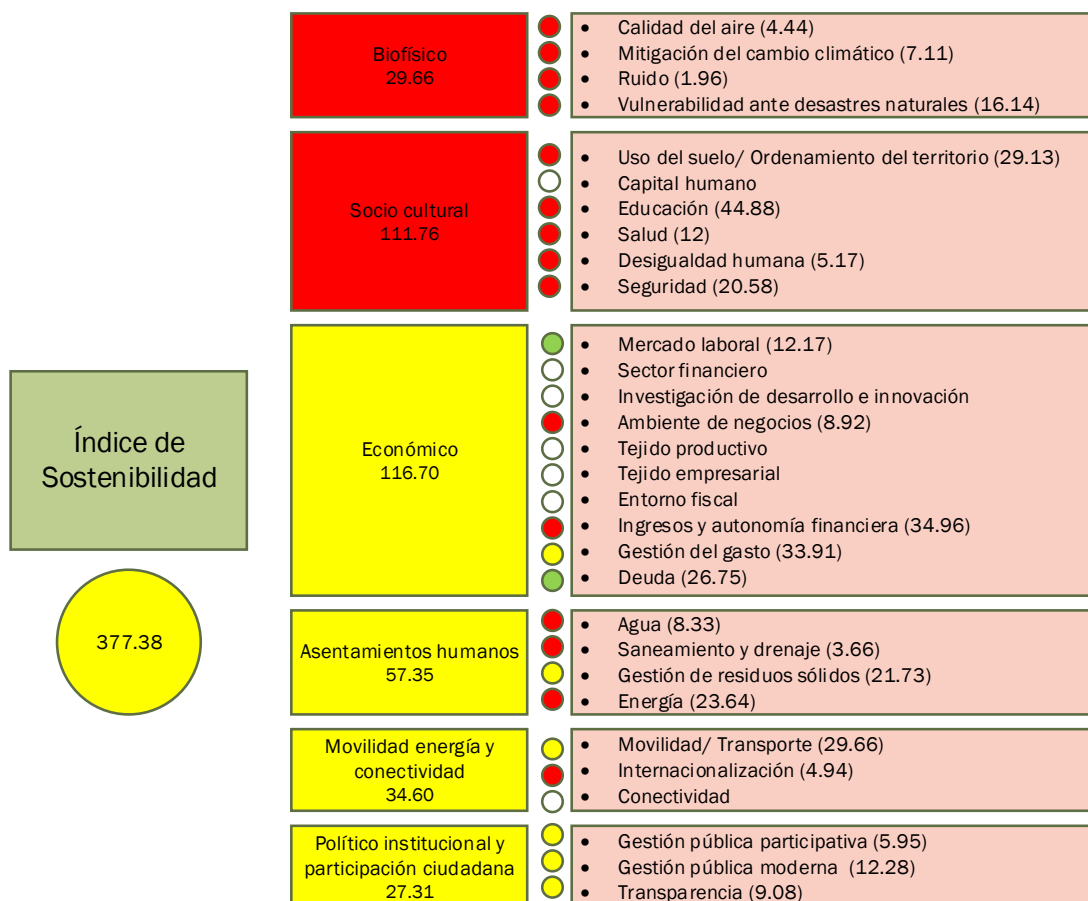 Índice de
Sostenibilidad
377.38
Biofísico
29.66
• Calidad del aire (4.44)
• Mitigación del cambio climático (7.11)
• Ruido (1.96)
• Vulnerabilidad ante desastres naturales (16.14)
Socio cultural
111.76
• Uso del suelo/ Ordenamiento del territorio (29.13)
• Capital humano
• Educación (44.88)
• Salud (12)
• Desigualdad humana (5.17)
• Seguridad (20.58)
Económico
116.70
• Mercado laboral (12.17)
• Sector financiero
• Investigación de desarrollo e innovación
• Ambiente de negocios (8.92)
• Tejido productivo
• Tejido empresarial
• Entorno fiscal
• Ingresos y autonomía financiera (34.96)
• Gestión del gasto (33.91)
• Deuda (26.75)
Asentamientos humanos
57.35
• Agua (8.33)
• Saneamiento y drenaje (3.66)
• Gestión de residuos sólidos (21.73)
• Energía (23.64)
Movilidad energía y
conectividad
34.60
• Movilidad/ Transporte (29.66)
• Internacionalización (4.94)
• Conectividad
Político institucional y
participación ciudadana
27.31
• Gestión pública participativa (5.95)
• Gestión pública moderna (12.28)
• Transparencia (9.08)